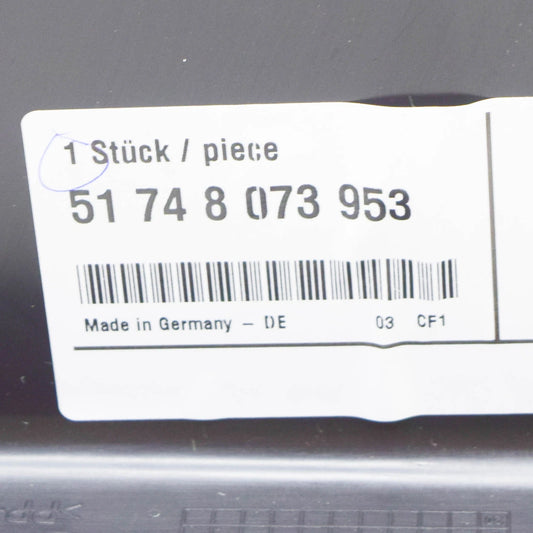 1 Stück / piece
51 74 8 073 953
Made in Germany – DE 03 CF1